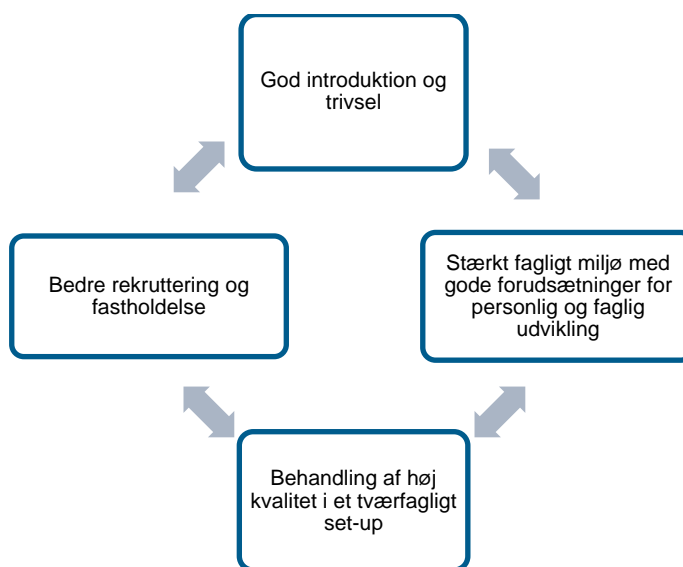 God introduktion og
trivsel
Bedre rekruttering og
fastholdelse
Stærkt fagligt miljø med
gode forudsætninger for
personlig og faglig
udvikling
Behandling af høj
kvalitet i et tværfagligt
set-up